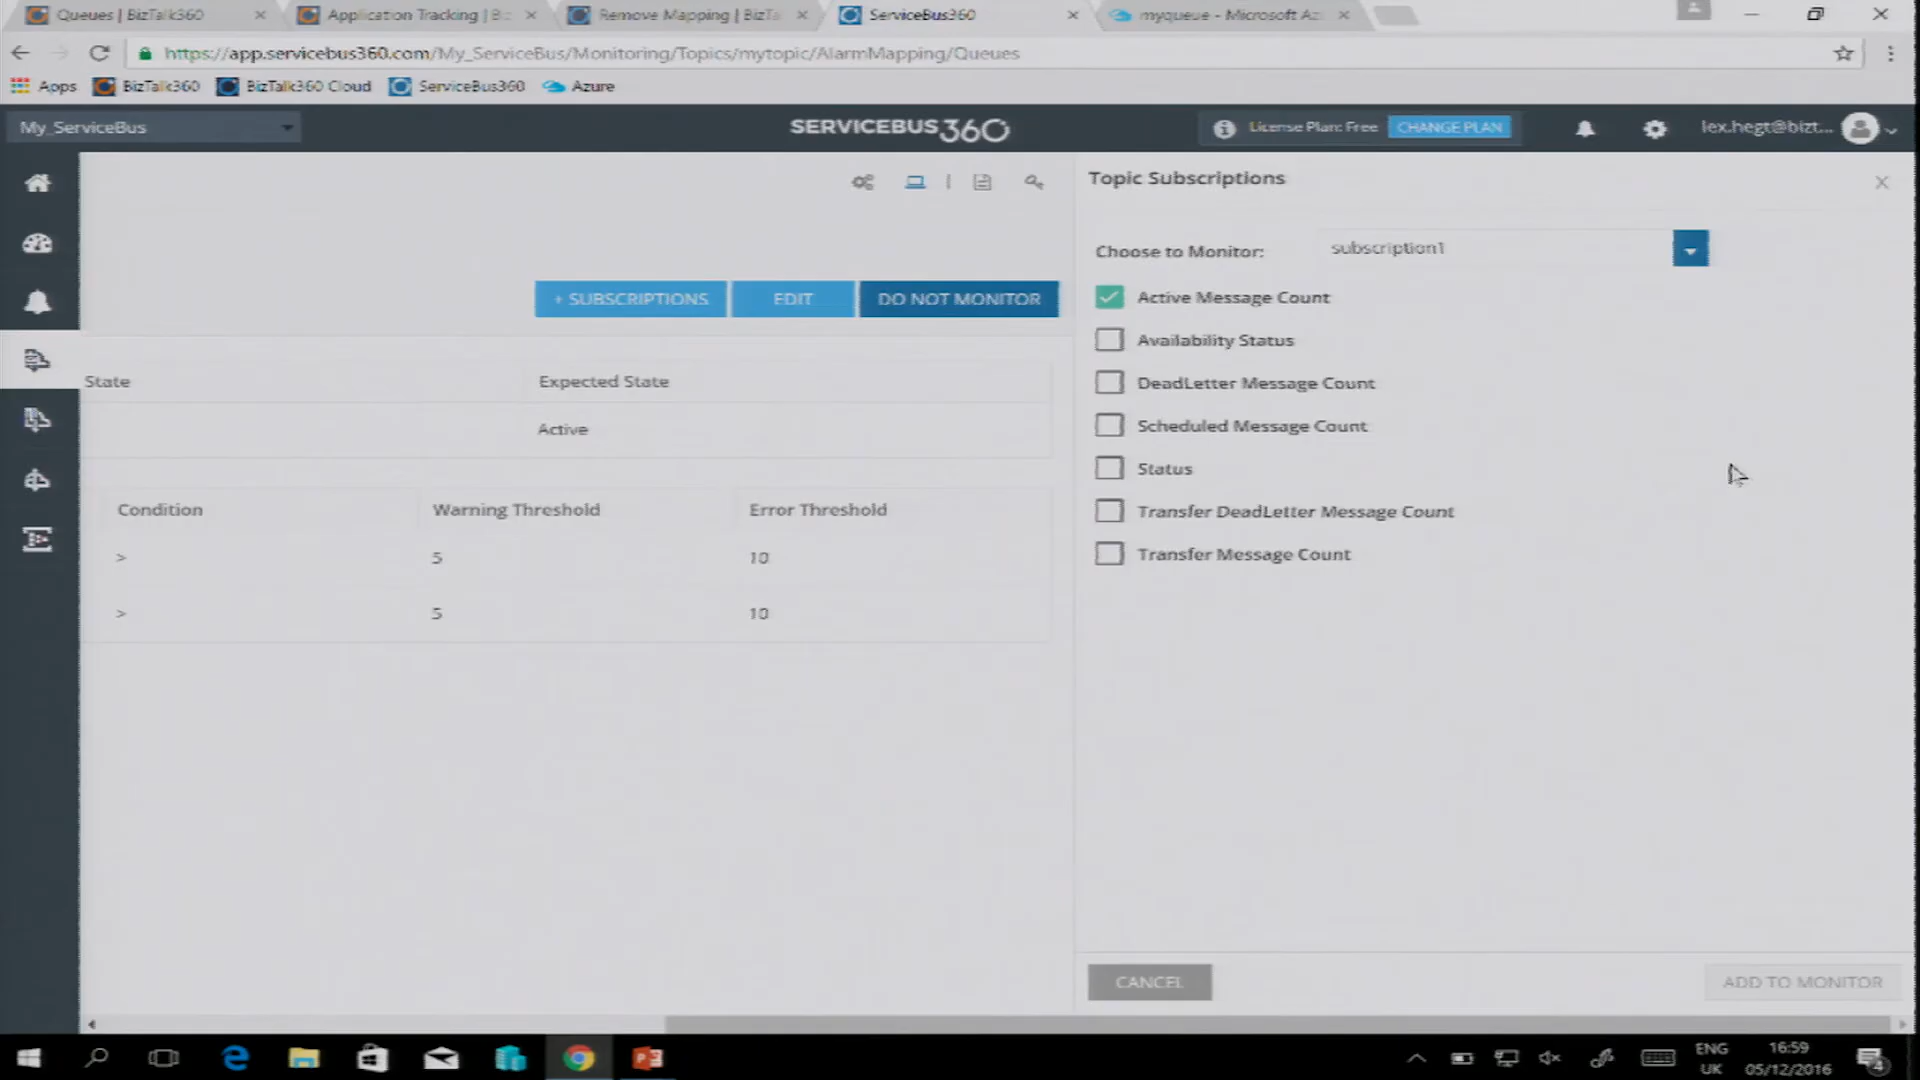 Queues | BizTalk360
Application Tracking | Bi
Remove Mapping | BizTa
ServiceBus360
myqueue - Microsoft Az
https://app.servicebus360.com/My_ServiceBus/Monitoring/Topics/mytopic/AlarmMapping/Queues
Apps
BizTalk360
BizTalk360 Cloud
ServiceBus360
Azure
My_ServiceBus
SERVICEBUS360
License Plan: Free
CHANGE PLAN
lex.hegt@bizt...
Topic Subscriptions
Choose to Monitor:
subscription1
+ SUBSCRIPTIONS
EDIT
DO NOT MONITOR
Active Message Count
Availability Status
DeadLetter Message Count
Scheduled Message Count
Status
Transfer DeadLetter Message Count
Transfer Message Count
State
Expected State
Active
Condition
Warning Threshold
Error Threshold
> 5 10
> 5 10
CANCEL
ADD TO MONITOR
ENG
UK
16:59
05/12/2016
4